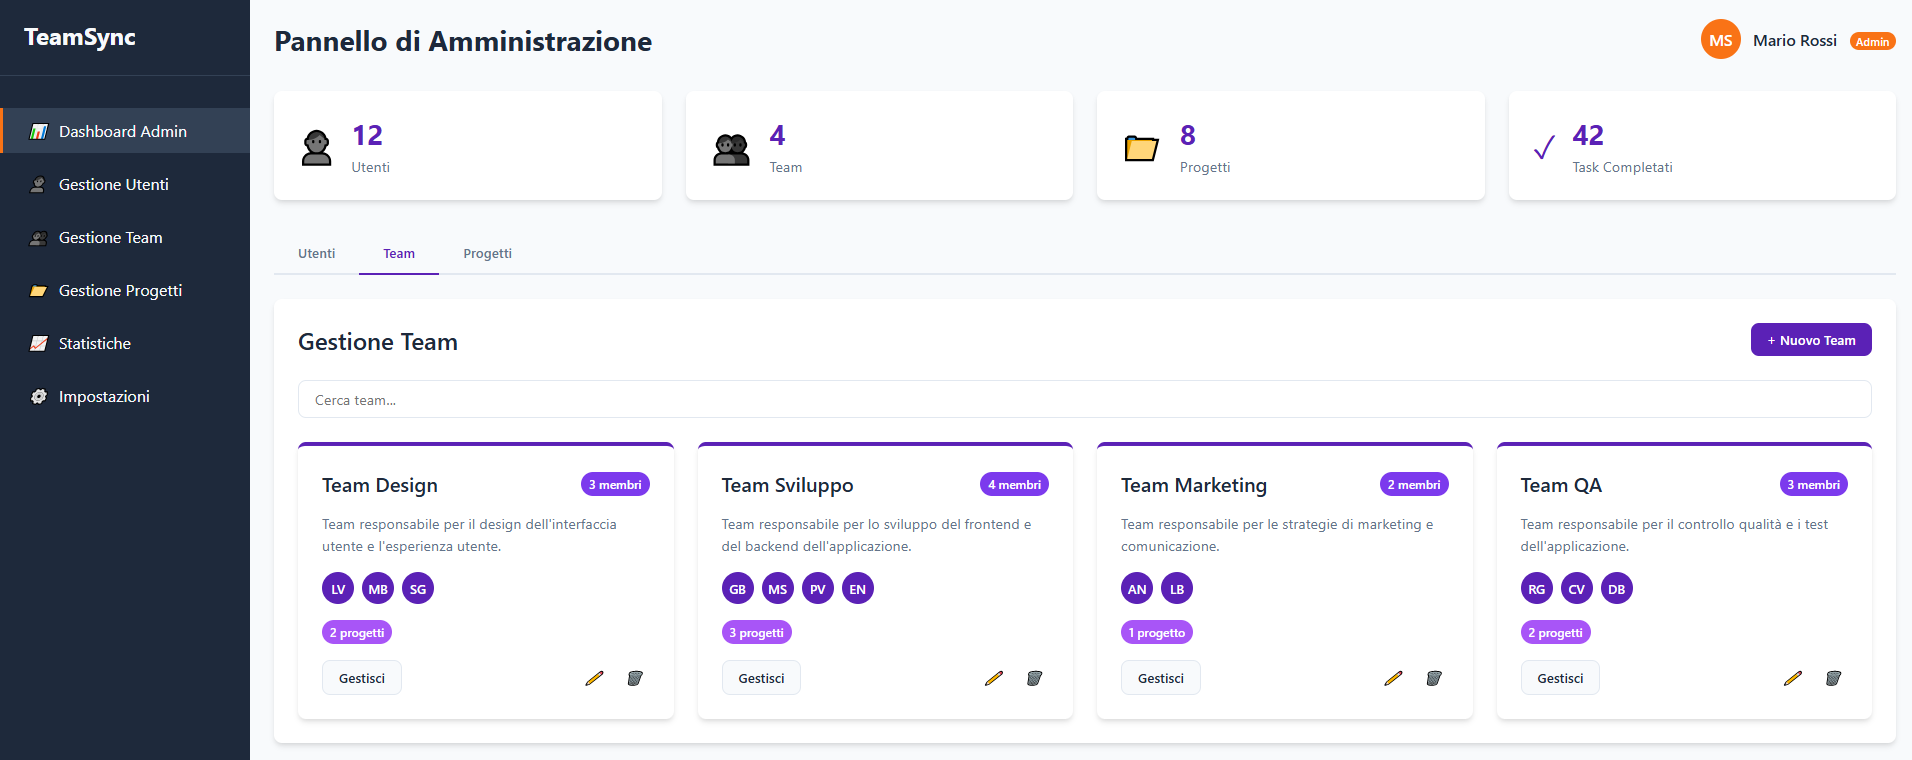 TeamSync
Dashboard Admin
Gestione Utenti
Gestione Team
Gestione Progetti
Statistiche
Impostazioni
Pannello di Amministrazione
MS
Mario Rossi
Admin
12
Utenti
4
Team
8
Progetti
42
Task Completati
Utenti
Team
Progetti
Gestione Team
+ Nuovo Team
Cerca team...
Team Design
3 membri
Team responsabile per il design dell'interfaccia
utente e l'esperienza utente.
LV MB SG
2 progetti
Gestisci
Team Sviluppo
4 membri
Team responsabile per lo sviluppo del frontend e
del backend dell'applicazione.
GB MS PV EN
3 progetti
Gestisci
Team Marketing
2 membri
Team responsabile per le strategie di marketing e
comunicazione.
AN LB
1 progetto
Gestisci
Team QA
3 membri
Team responsabile per il controllo qualità e i test
dell'applicazione.
RG CV DB
2 progetti
Gestisci